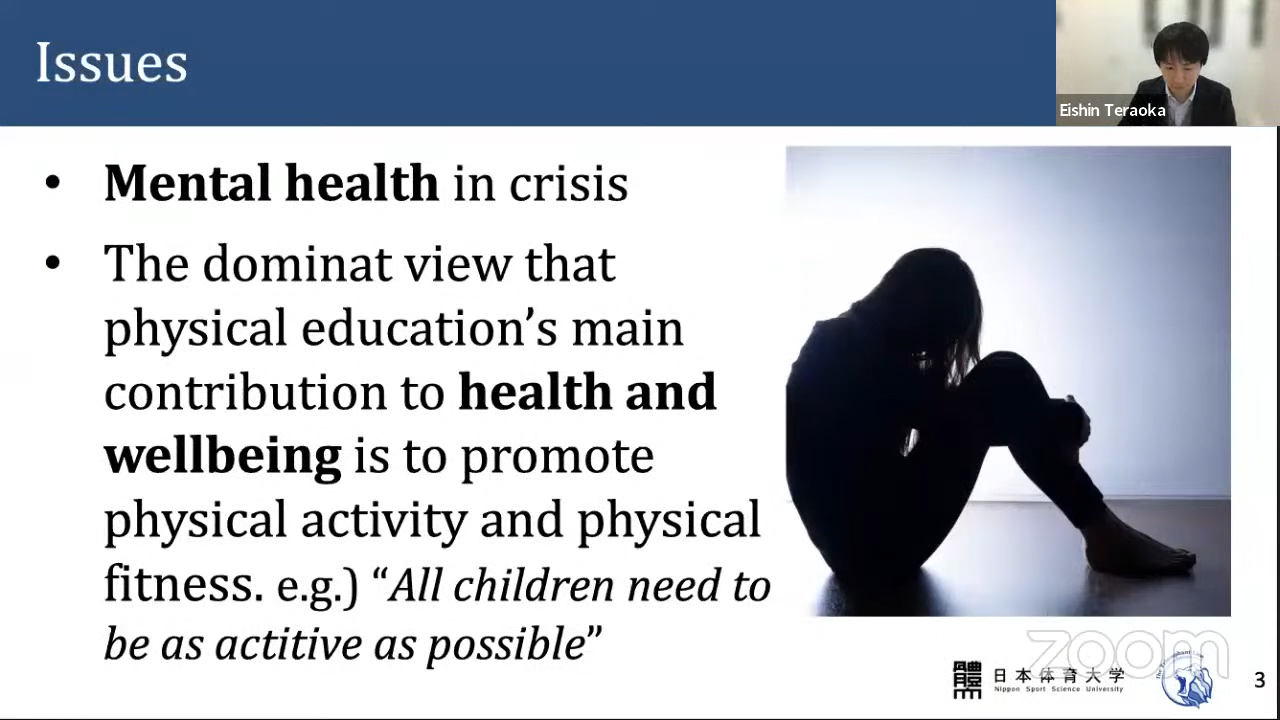 Issues
Eishin Teraoka
• Mental health in crisis
• The dominat view that
physical education's main
contribution to health and
wellbeing is to promote
physical activity and physical
fitness. e.g.) “All children need to
be as actitive as possible”
zoom
日本体育大学
Nippon Sport Science University
3